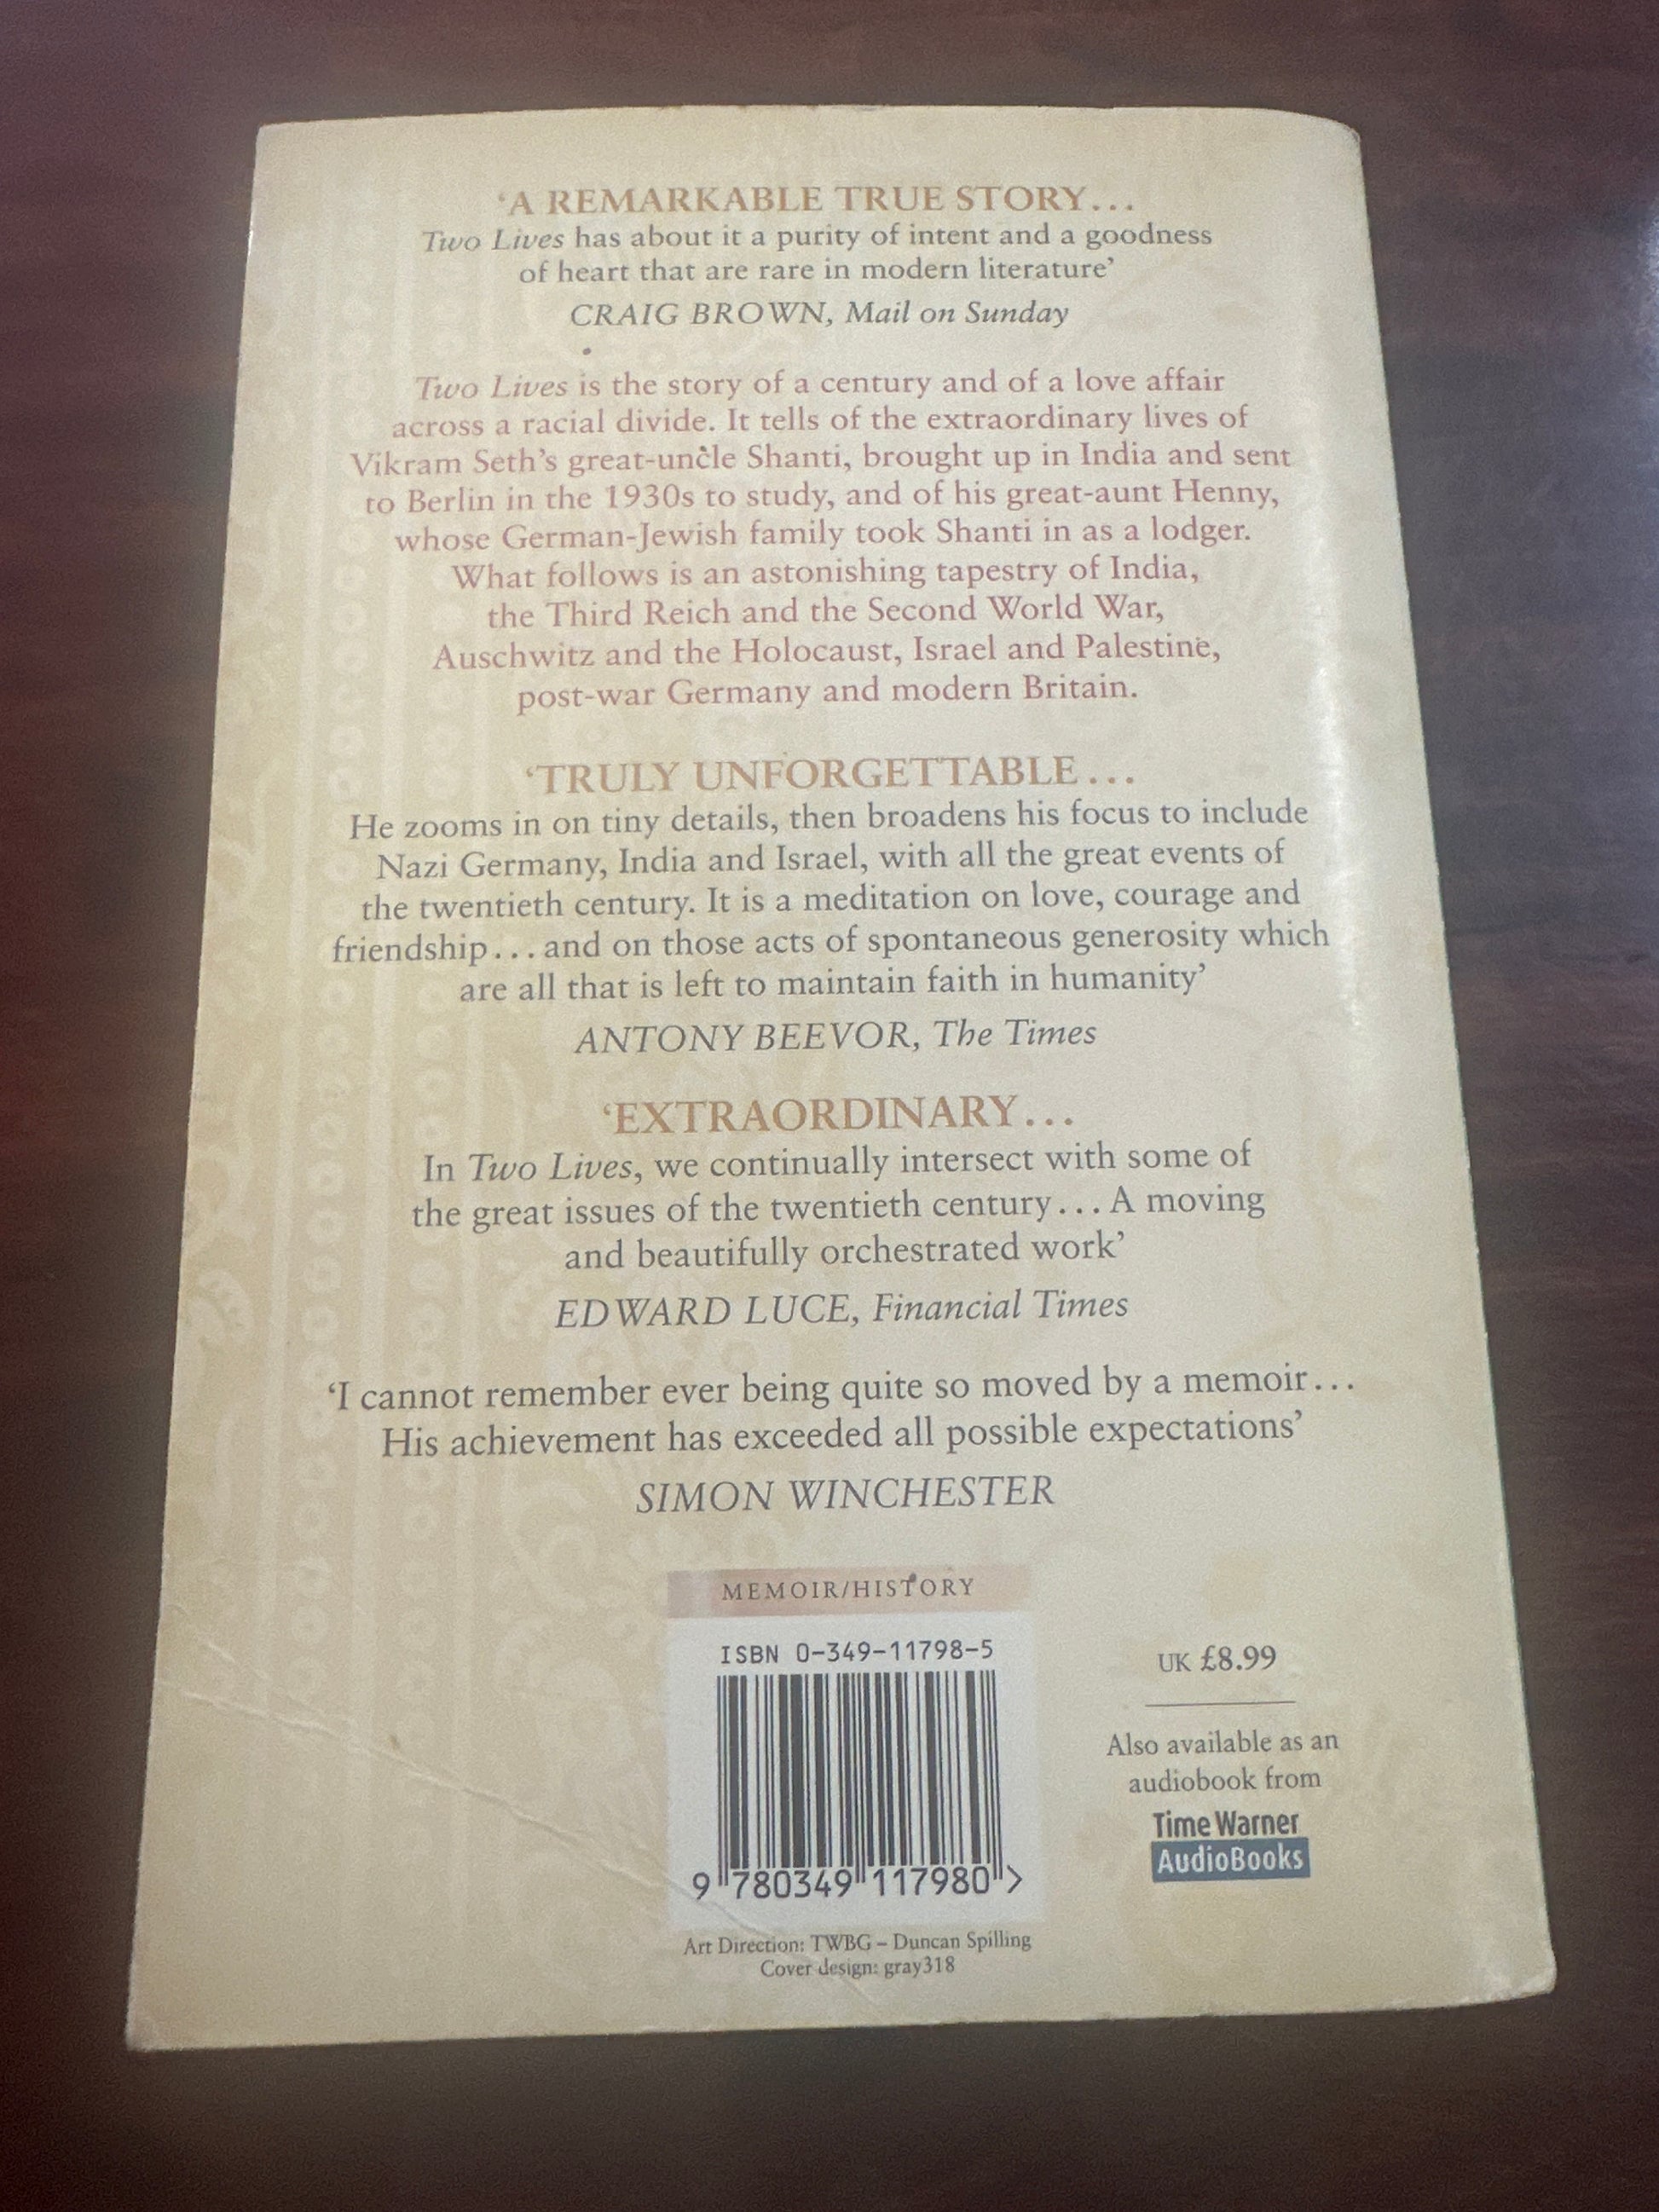 ‘A REMARKABLE TRUE STORY...
Two Lives has about it a purity of intent and a goodness
of heart that are rare in modern literature’
CRAIG BROWN, Mail on Sunday
Two Lives is the story of a century and of a love affair
across a racial divide. It tells of the extraordinary lives of
Vikram Seth’s great-uncle Shanti, brought up in India and sent
to Berlin in the 1930s to study, and of his great-aunt Henny,
whose German-Jewish family took Shanti in as a lodger.
What follows is an astonishing tapestry of India,
the Third Reich and the Second World War,
Auschwitz and the Holocaust, Israel and Palestine,
post-war Germany and modern Britain.
‘TRULY UNFORGETTABLE...
He zooms in on tiny details, then broadens his focus to include
Nazi Germany, India and Israel, with all the great events of
the twentieth century. It is a meditation on love, courage and
friendship...and on those acts of spontaneous generosity which
are all that is left to maintain faith in humanity’
ANTONY BEEVOR, The Times
‘EXTRAORDINARY...
In Two Lives, we continually intersect with some of
the great issues of the twentieth century... A moving
and beautifully orchestrated work’
EDWARD LUCE, Financial Times
‘I cannot remember ever being quite so moved by a memoir...
His achievement has exceeded all possible expectations’
SIMON WINCHESTER
MEMOIR/HISTORY
ISBN 0-349-11798-5
9 780349 117980 >
UK £8.99
Also available as an
audiobook from
Time Warner
AudioBooks
Art Direction: TWBG – Duncan Spilling
Cover design: gray318